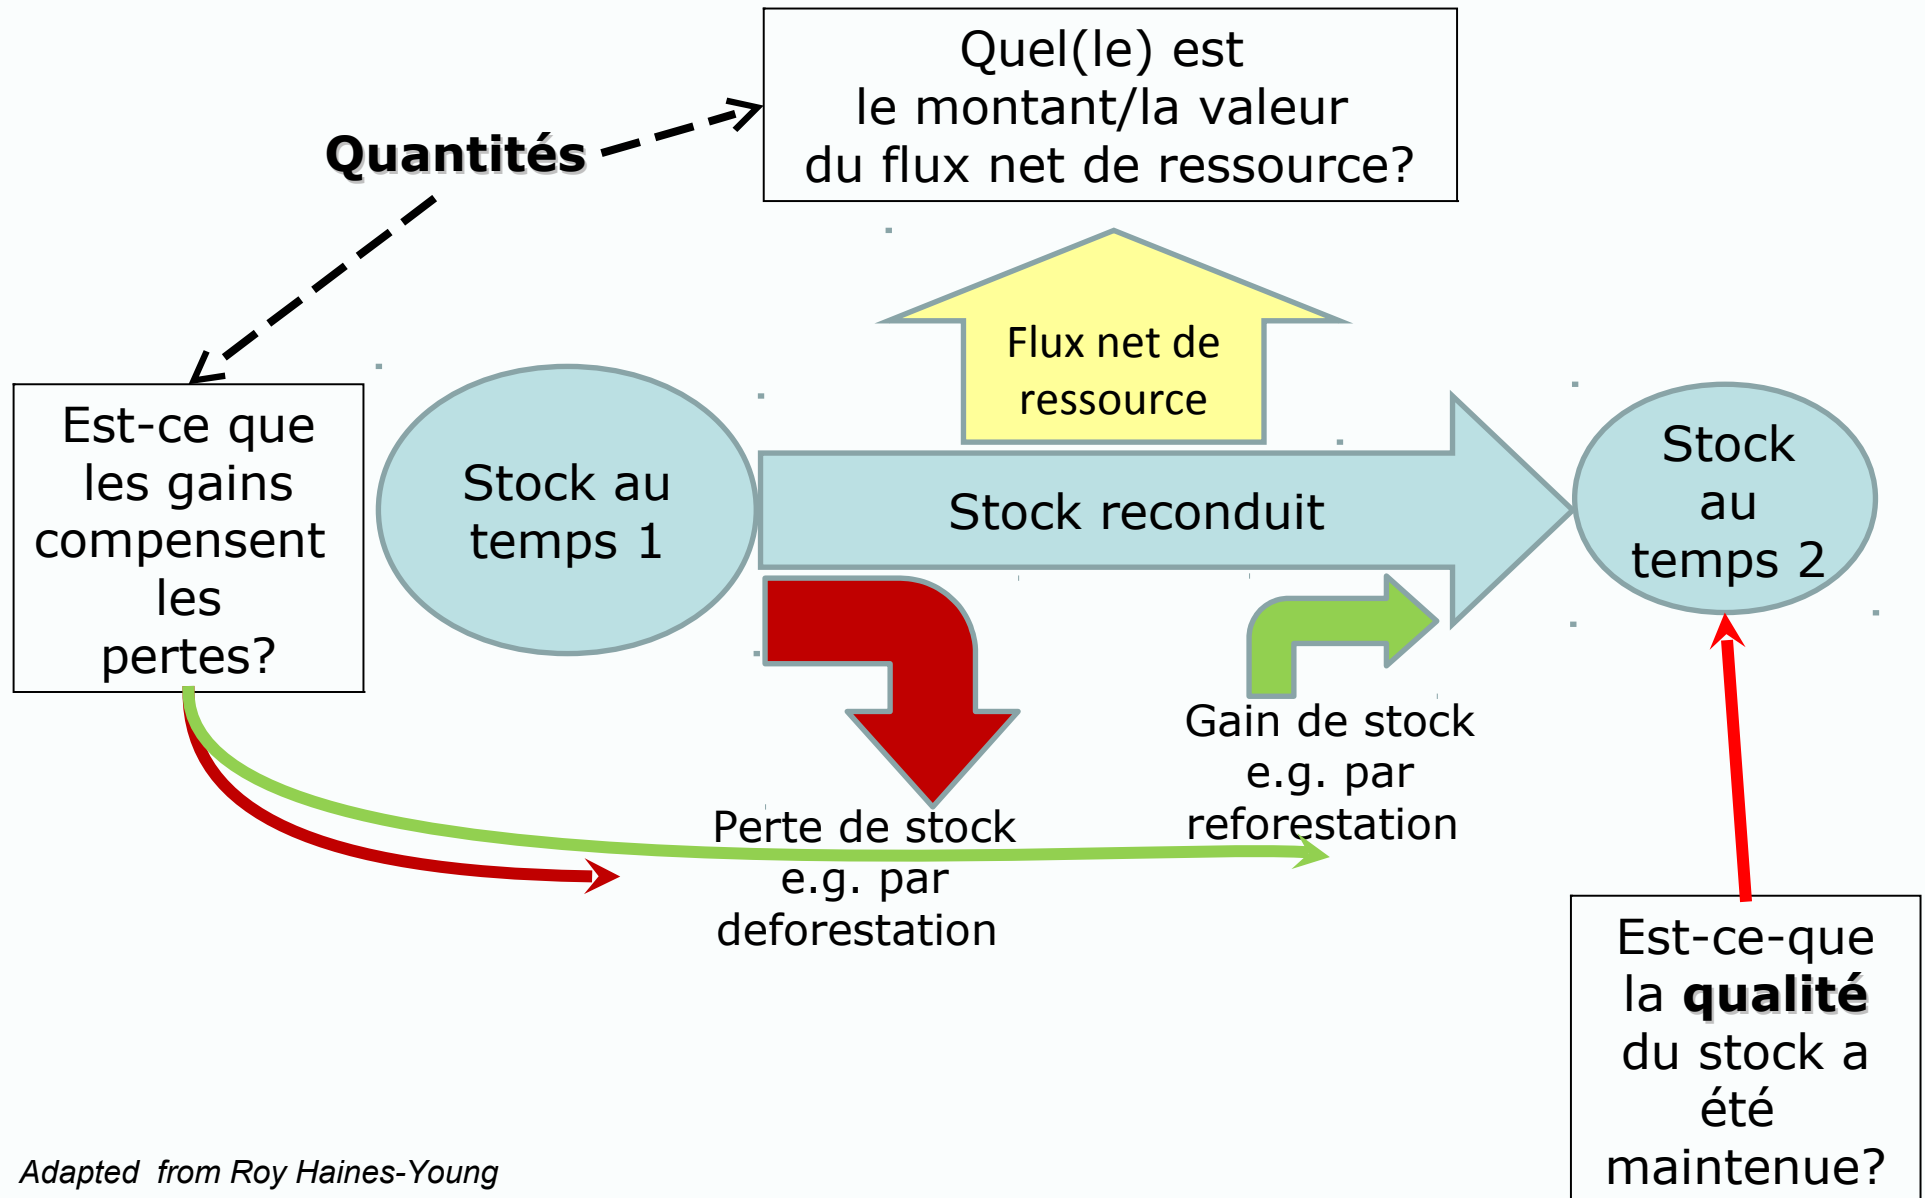 Quel(le) est
le montant/la valeur
du flux net de ressource?
Quantités
Flux net de
ressource
Est-ce que
les gains
compensent
les
pertes?
Stock au
temps 1
Stock reconduit
Stock
au
temps 2
Gain de stock
e.g. par
reforestation
Perte de stock
e.g. par
deforestation
Est-ce-que
la qualité
du stock a
été
maintenue?
Adapted from Roy Haines-Young